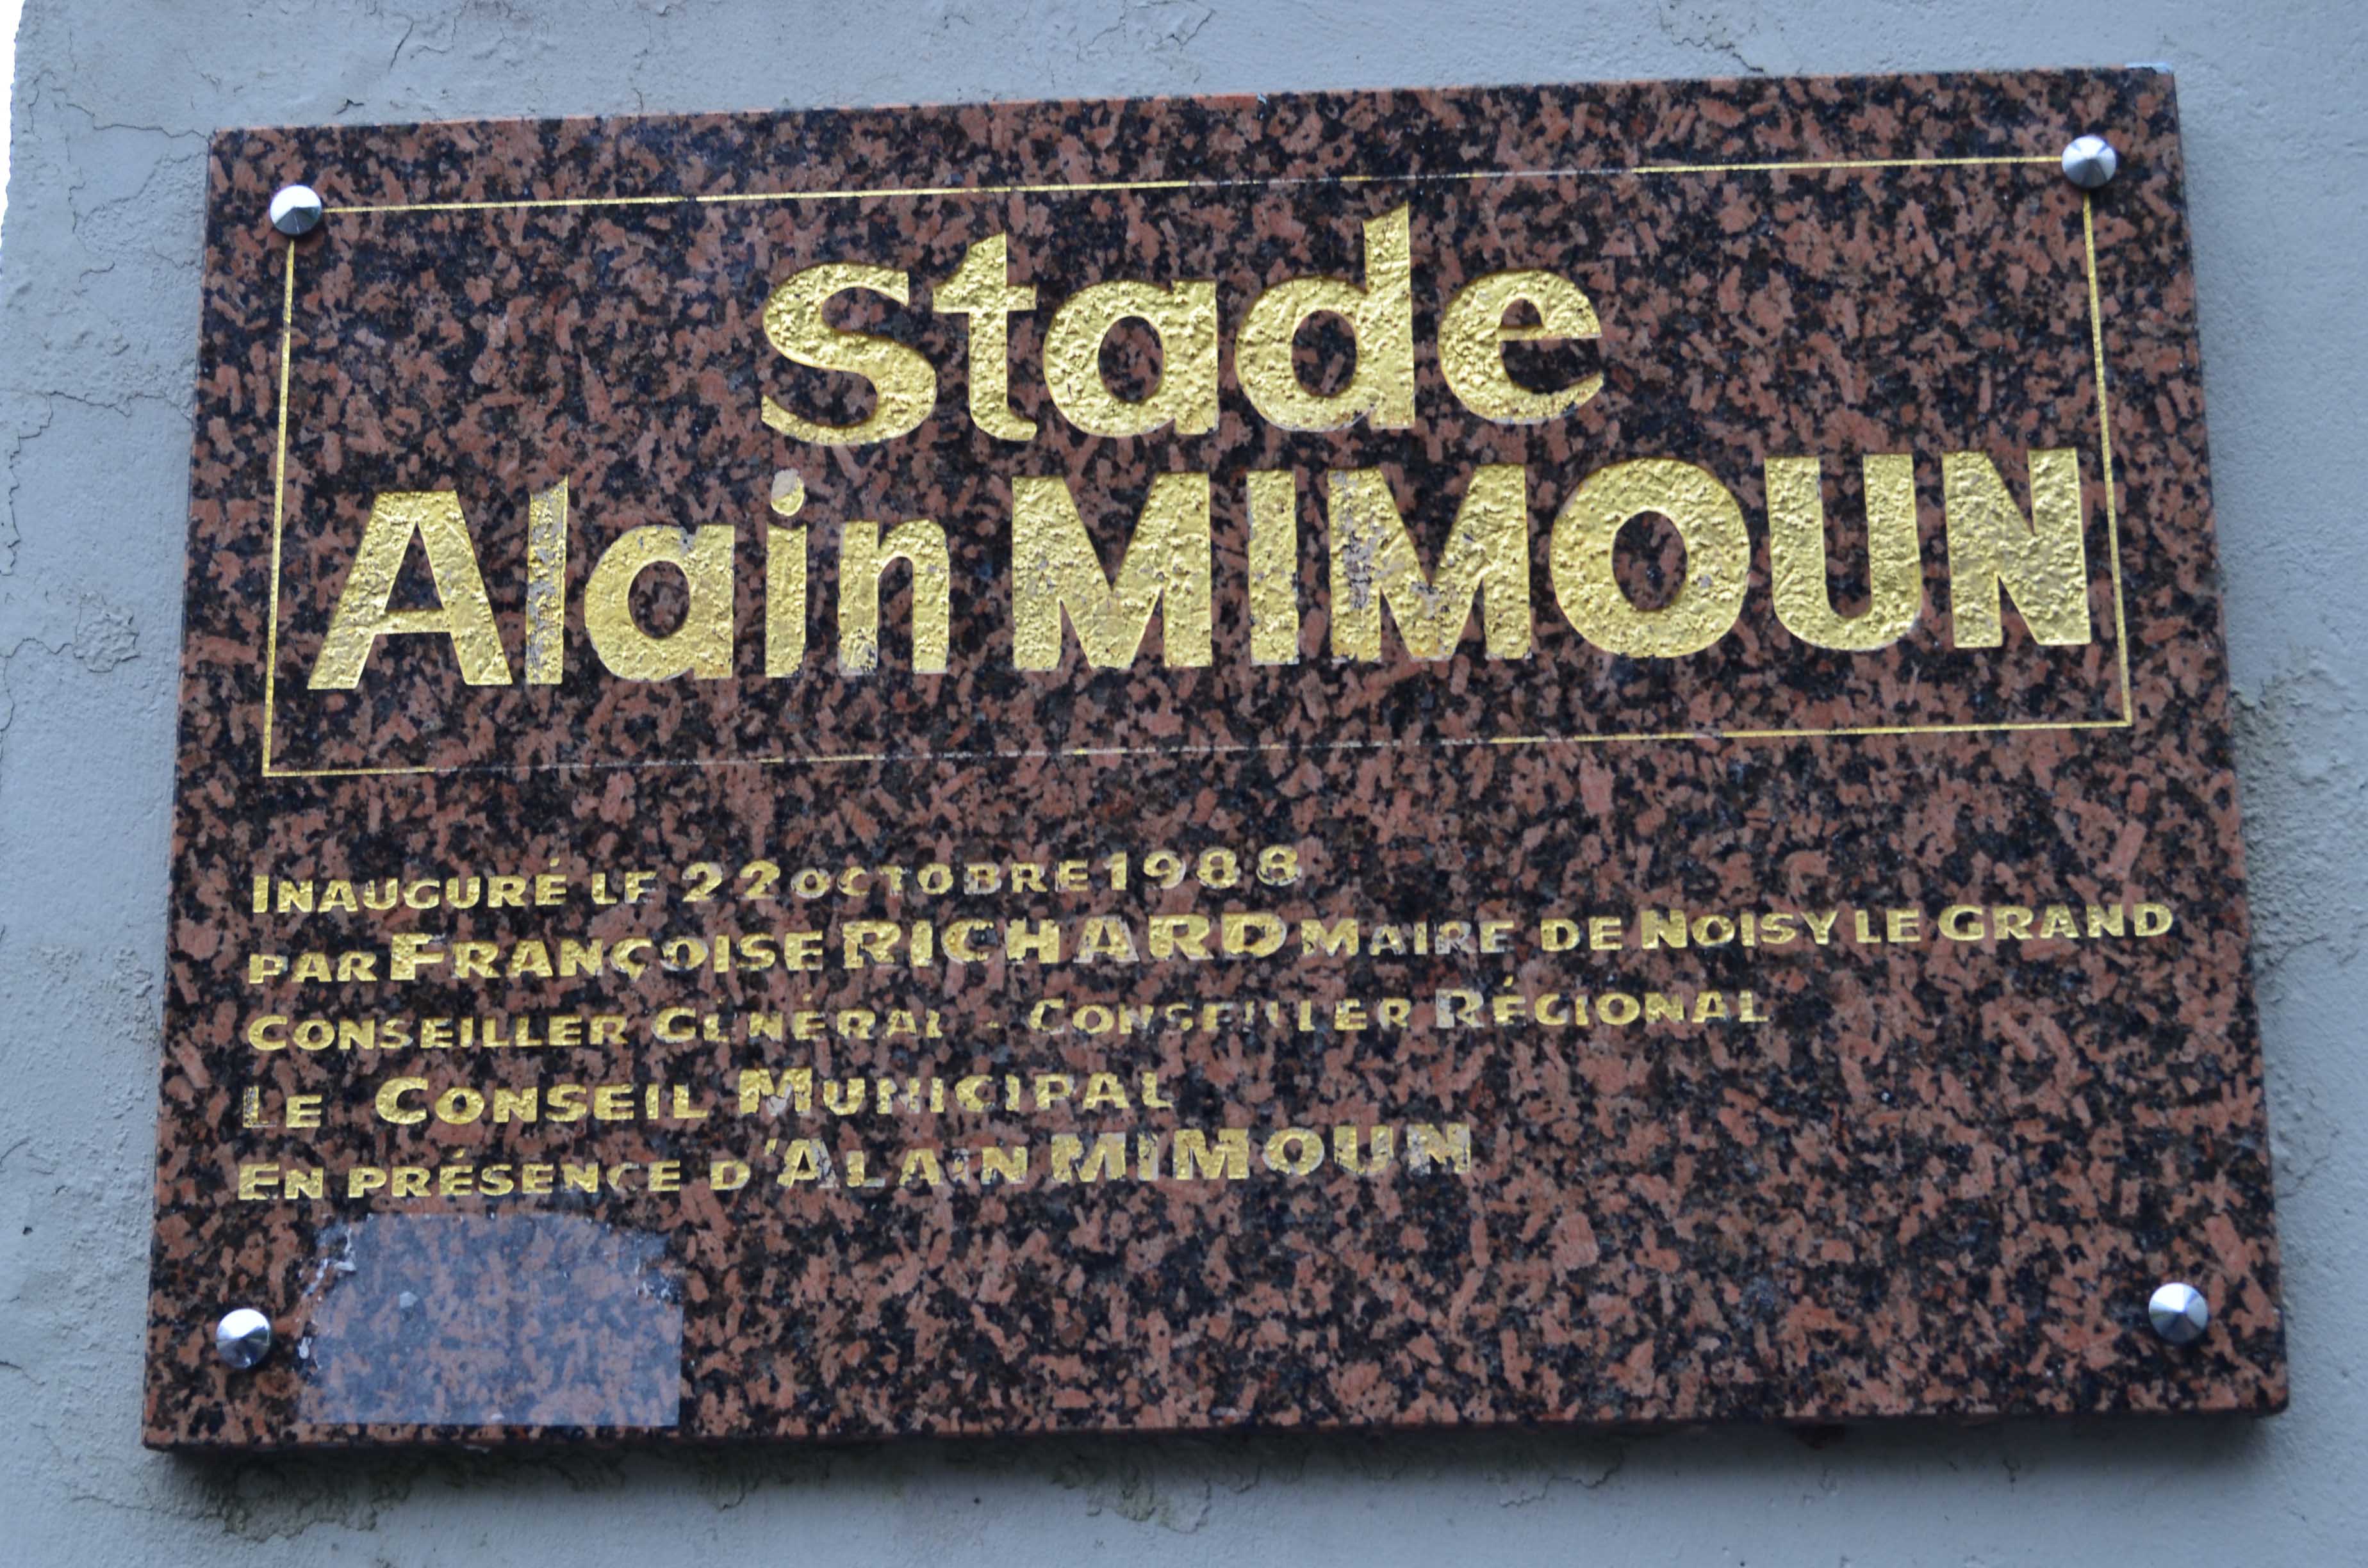 Stade
Alain MIMOUN
INAUGURÉ LE 22 OCTOBRE 1988
PAR FRANÇOISE RICHARD MAIRE DE NOISY LE GRAND
CONSEILLER GÉNÉRAL - CONSEILLER RÉGIONAL
LE CONSEIL MUNICIPAL
EN PRÉSENCE D'ALAIN MIMOUN